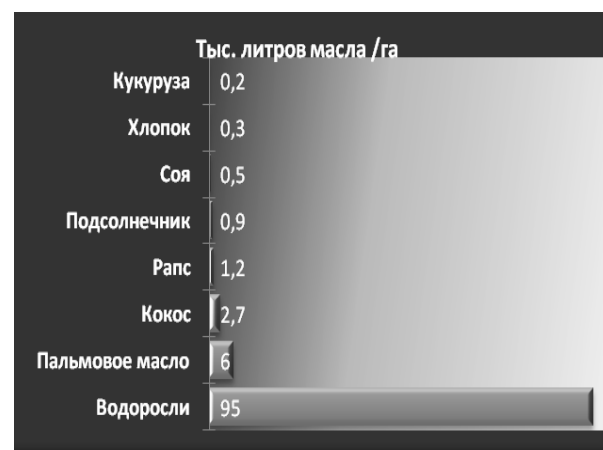 Тыс. литров масла /га
Кукуруза 0,2
Хлопок 0,3
Соя 0,5
Подсолнечник 0,9
Рапс 1,2
Кокос 2,7
Пальмовое масло 6
Водоросли 95